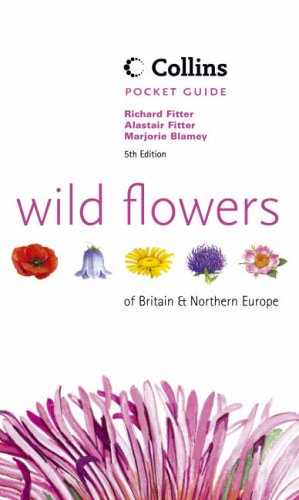 Collins
POCKET GUIDE
Richard Fitter
Alastair Fitter
Marjorie Blamey
5th Edition
wild flowers
of Britain & Northern Europe